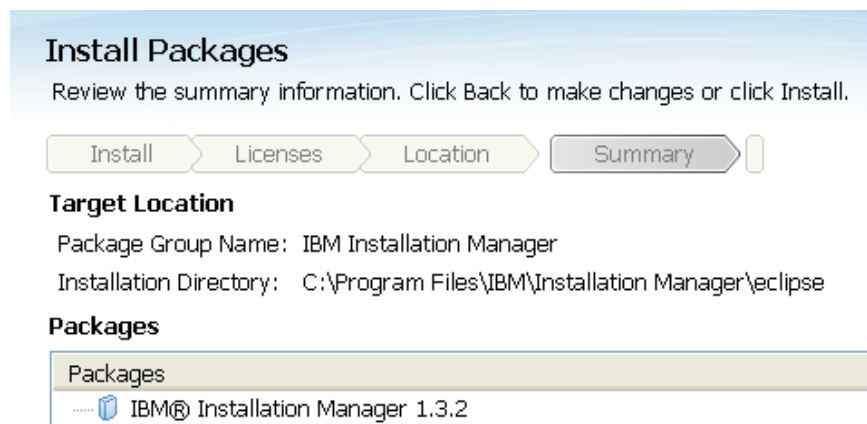 Install Packages
Review the summary information. Click Back to make changes or click Install.
Install Licenses Location Summary
Target Location
Package Group Name: IBM Installation Manager
Installation Directory: C:\Program Files\IBM\Installation Manager\eclipse
Packages
Packages
IBM® Installation Manager 1.3.2